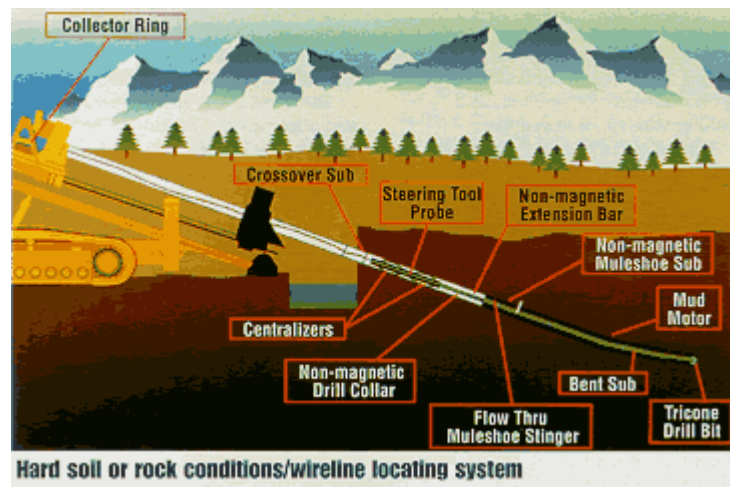 Collector Ring
Crossover Sub
Steering Tool
Probe
Non-magnetic
Extension Bar
Non-magnetic
Muleshoe Sub
Mud
Motor
Centralizers
Non-magnetic
Drill Collar
Flow Thru
Muleshoe Stinger
Bent Sub
Tricone
Drill Bit
Hard soil or rock conditions/wireline locating system